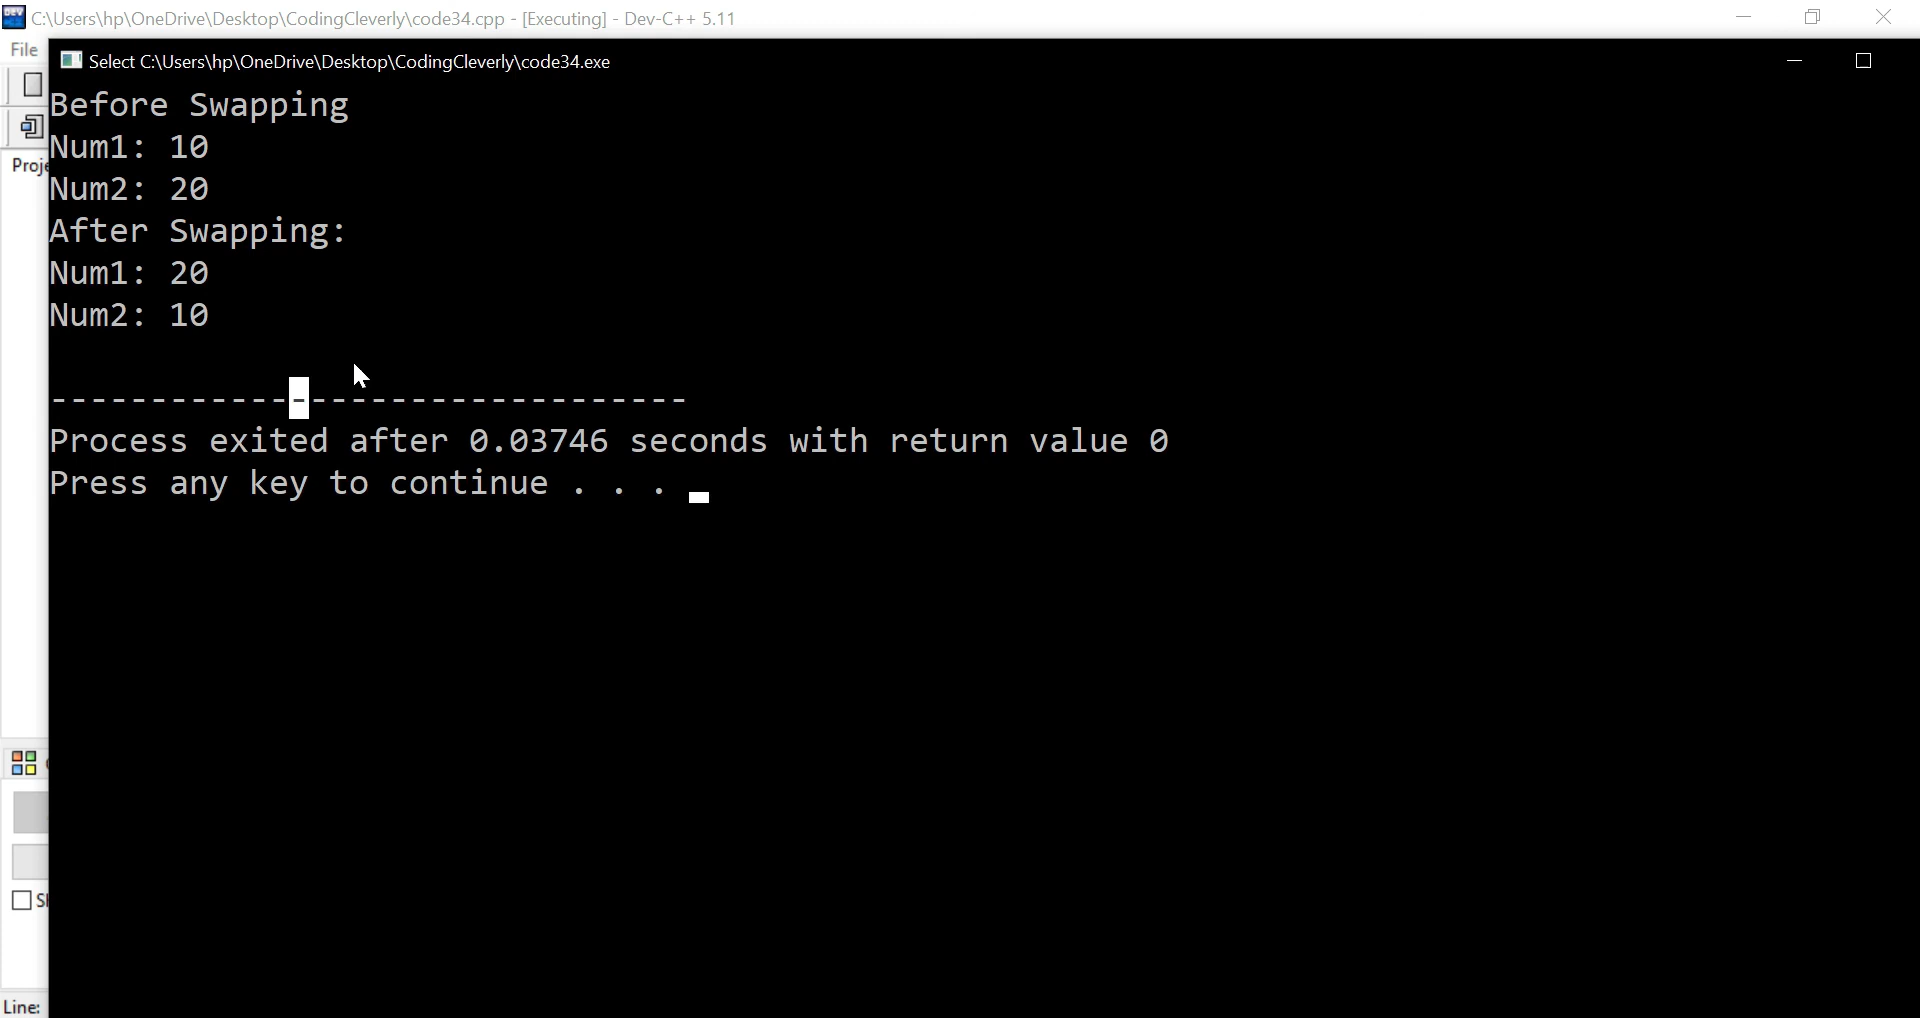 C:\Users\hp\OneDrive\Desktop\CodingCleverly\code34.cpp - [Executing] - Dev-C++ 5.11
File
Select C:\Users\hp\OneDrive\Desktop\CodingCleverly\code34.exe
Before Swapping
Num1: 10
Num2: 20
After Swapping:
Num1: 20
Num2: 10
--------------------------------
Process exited after 0.03746 seconds with return value 0
Press any key to continue . . .
Line: